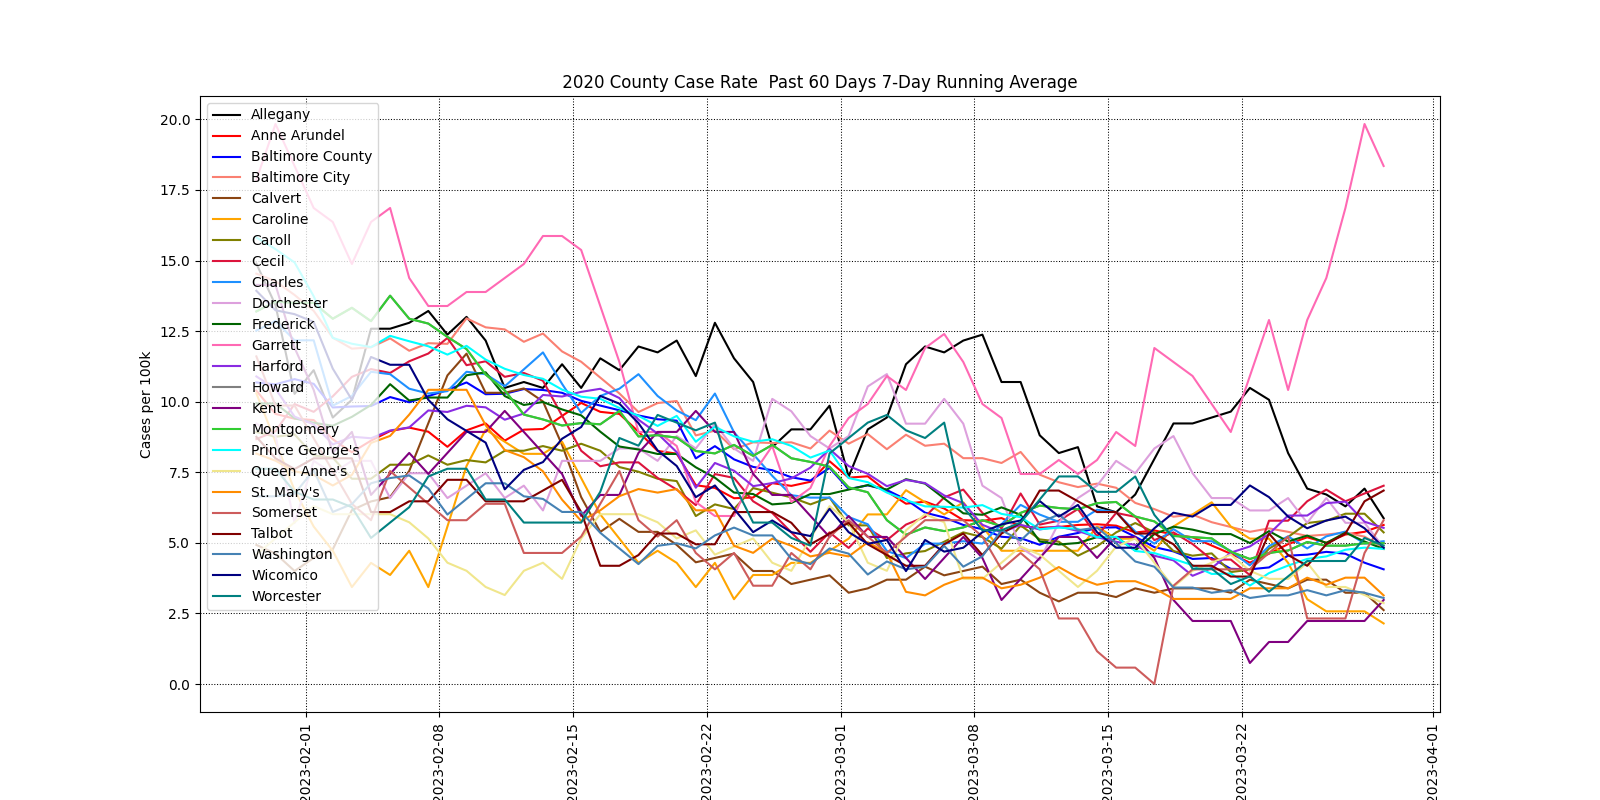 2020 County Case Rate  Past 60 Days 7-Day Running Average
Cases per 100k
20.0
17.5
15.0
12.5
10.0
7.5
5.0
2.5
0.0
Allegany
Anne Arundel
Baltimore County
Baltimore City
Calvert
Caroline
Caroll
Cecil
Charles
Dorchester
Frederick
Garrett
Harford
Howard
Kent
Montgomery
Prince George's
Queen Anne's
St. Mary's
Somerset
Talbot
Washington
Wicomico
Worcester
2023-02-01
2023-02-08
2023-02-15
2023-02-22
2023-03-01
2023-03-08
2023-03-15
2023-03-22
2023-04-01